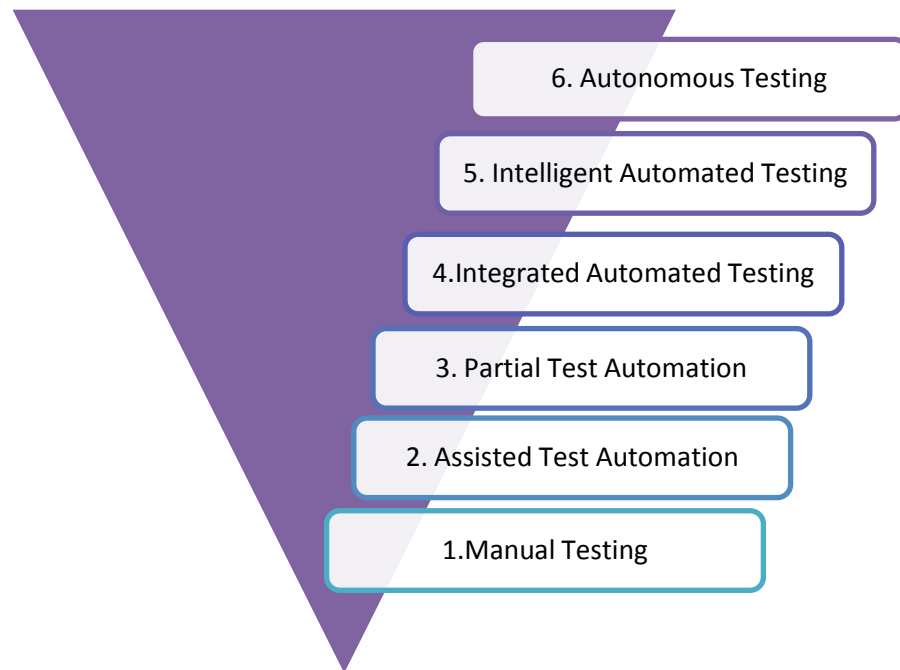 6. Autonomous Testing
5. Intelligent Automated Testing
4.Integrated Automated Testing
3. Partial Test Automation
2. Assisted Test Automation
1.Manual Testing